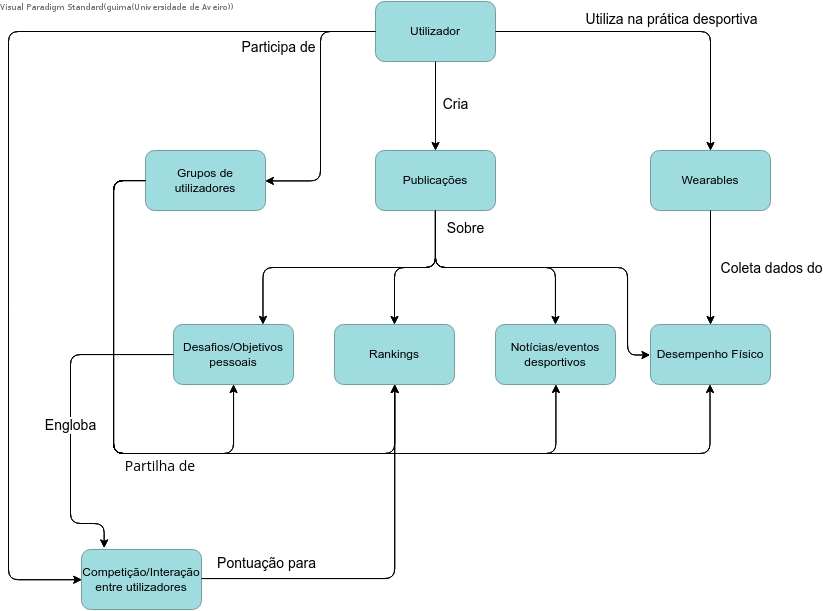 Visual Paradigm Standard(guima(Universidade de Aveiro))
Utilizador
Utiliza na prática desportiva
Participa de
Cria
Grupos de
utilizadores
Publicações
Wearables
Sobre
Coleta dados do
Desafios/Objetivos
pessoais
Rankings
Notícias/eventos
desportivos
Desempenho Físico
Engloba
Partilha de
Competição/Interação
entre utilizadores
Pontuação para